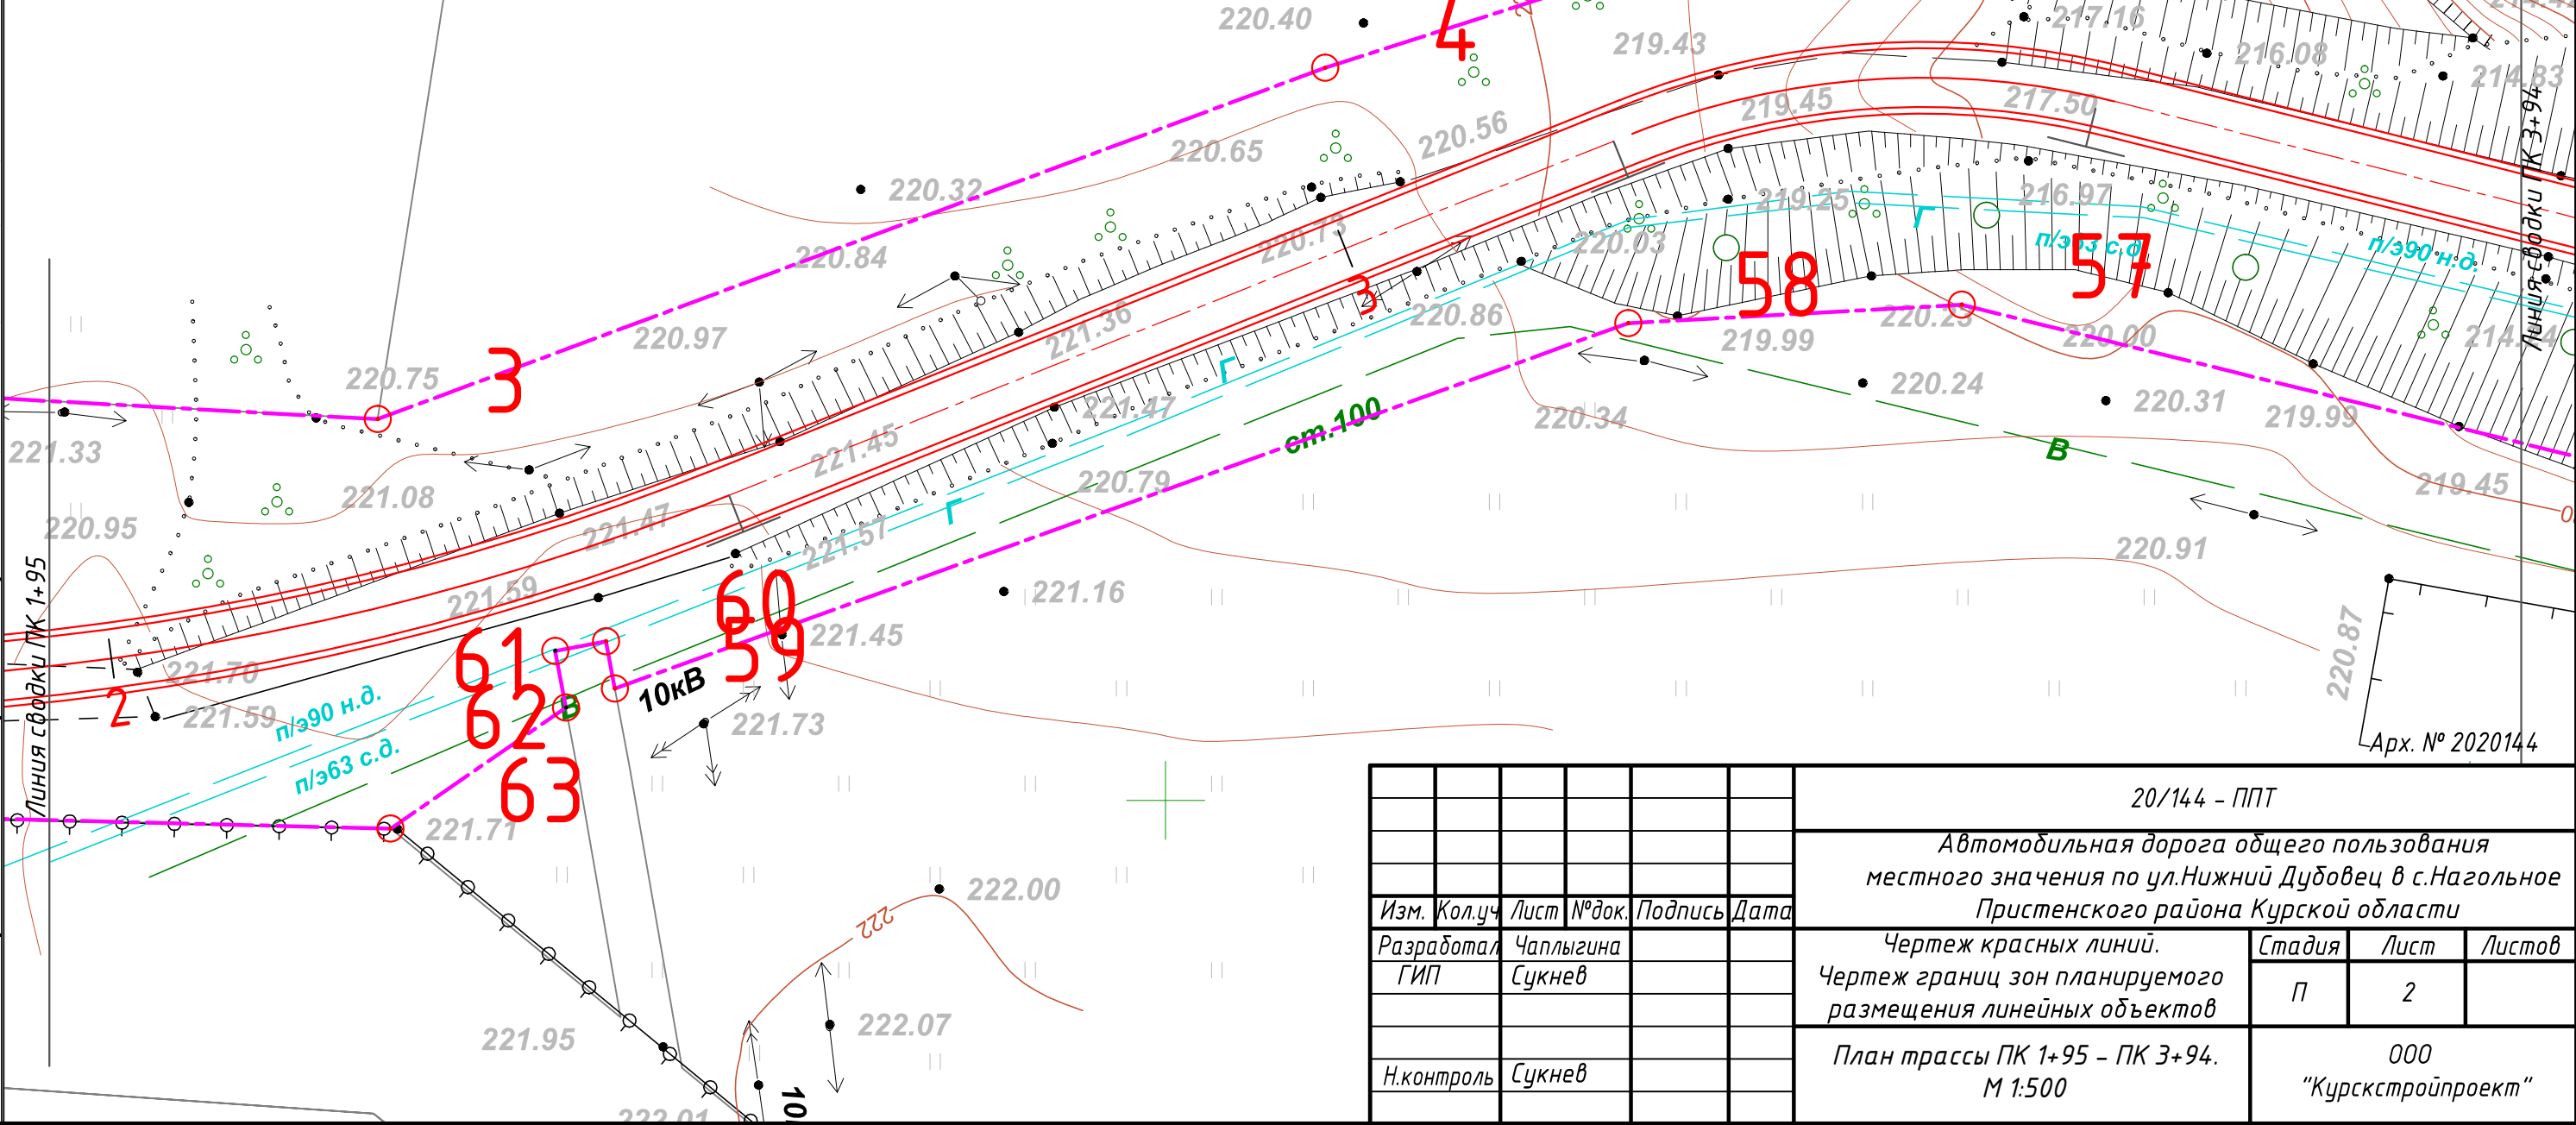 220.40
4
219.43
217.16
216.08
214.83
220.65
220.56
219.45
217.50
Линия сводки ПК 3+94
220.32
220.84
220.73
220.03
219.25
Г
216.97
п/э63 с.д.
п/э90 н.д.
57
58
3
220.86
220.97
221.36
Г
219.99
220.23
220.00
214.24
220.75
3
221.47
ст.100
220.34
220.24
220.31
219.99
221.33
221.08
221.45
220.79
В
219.45
220.95
221.47
221.57
Г
220.91
Линия сводки ПК 1+95
221.59
60
59
221.16
221.45
220.87
61
221.70
2
221.59
п/э90 н.д.
п/э63 с.д.
62
В
10кВ
221.73
63
221.71
Арх. № 2020144
222.00
222
221.95
222.07
222.01
20/144 - ППТ
Автомобильная дорога общего пользования
местного значения по ул.Нижний Дубовец в с.Нагольное
Пристенского района Курской области
Изм. Кол.уч Лист №док. Подпись Дата
Разработал Чаплыгина
ГИП Сукнев
Н.контроль Сукнев
Чертеж красных линий.
Чертеж границ зон планируемого
размещения линейных объектов
Стадия Лист Листов
П 2
План трассы ПК 1+95 - ПК 3+94.
М 1:500
ООО
"Курскстройпроект"